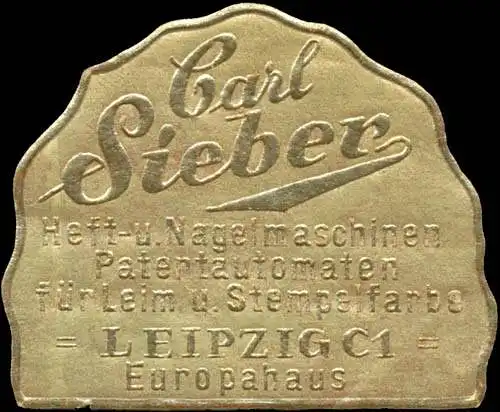 Carl
Sieber
Heft-u. Nagelmaschinen
Patentautomaten
für Leim u. Stempelfarbe
= LEIPZIG C1 =
Europahaus